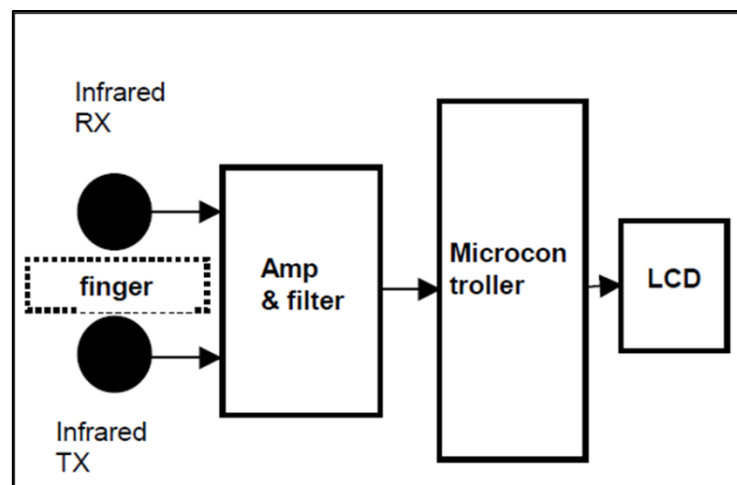 Infrared
RX
finger
Infrared
TX
Amp
& filter
Microcon
troller
LCD